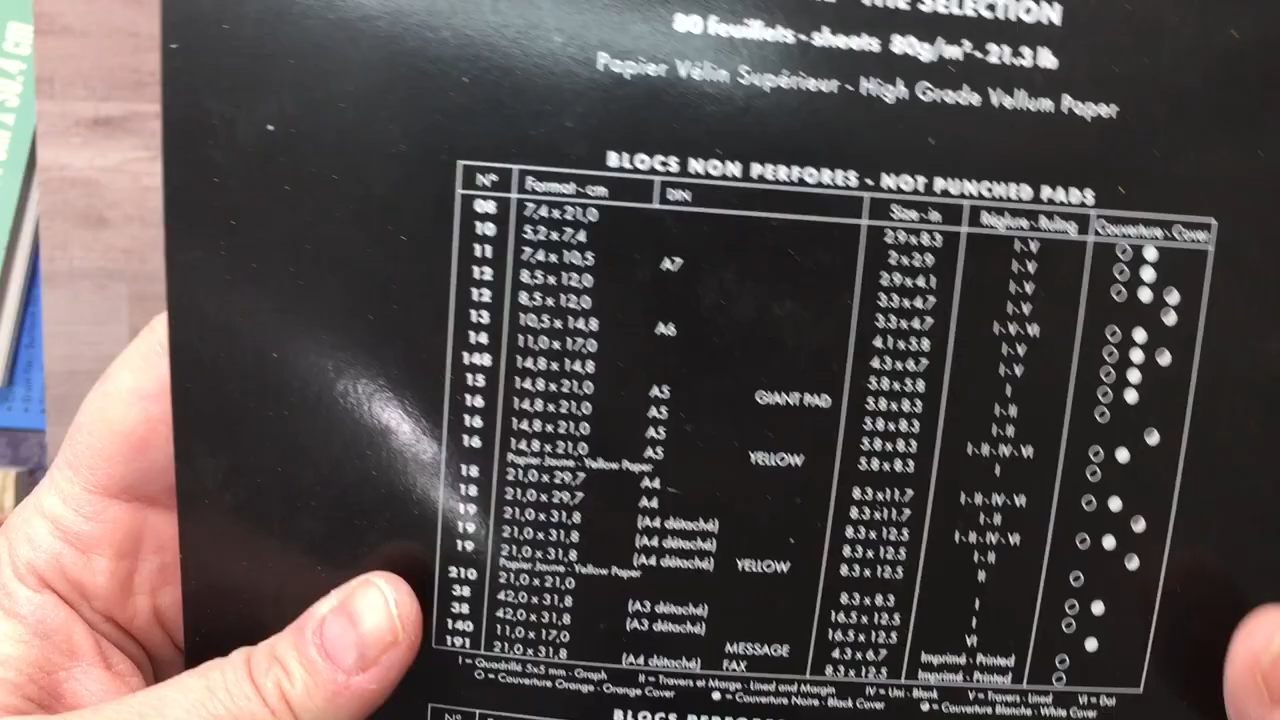 THE SELECTION
80 feuillets - sheets 80g/m² - 21.3 lb
Papier Vélin Supérieur - High Grade Vellum Paper
BLOCS NON PERFORES - NOT PUNCHED PADS
N° Format - cm DIN Size - in Réglure - Ruling Couverture - Cover
08 7,4 x 21,0 2.9 x 8.3 I-V
10 5,2 x 7,4 2 x 2.9 I-V
11 7,4 x 10,5 A7 2.9 x 4.1 I-V
12 8,5 x 12,0 3.3 x 4.7 I-V
12 8,5 x 12,0 3.3 x 4.7 I-V-VI
13 10,5 x 14,8 A6 4.1 x 5.8 I-V
14 11,0 x 17,0 4.3 x 6.7 I-V
148 14,8 x 14,8 5.8 x 5.8 I
15 14,8 x 21,0 A5 GIANT PAD 5.8 x 8.3 I-II
16 14,8 x 21,0 A5 5.8 x 8.3 I-II
16 14,8 x 21,0 A5 5.8 x 8.3 I-II-IV-VI
16 14,8 x 21,0 A5 YELLOW 5.8 x 8.3 I
Papier Jaune - Yellow Paper
18 21,0 x 29,7 A4 8.3 x 11.7 I-II-IV-VI
18 21,0 x 29,7 A4 8.3 x 11.7 I-II
19 21,0 x 31,8 (A4 détaché) 8.3 x 12.5 I-II-IV-VI
19 21,0 x 31,8 (A4 détaché) 8.3 x 12.5 I-II
19 21,0 x 31,8 (A4 détaché) YELLOW 8.3 x 12.5 II
Papier Jaune - Yellow Paper
210 21,0 x 21,0 8.3 x 8.3 I
38 42,0 x 31,8 (A3 détaché) 16.5 x 12.5 I
38 42,0 x 31,8 (A3 détaché) 16.5 x 12.5 VI
140 11,0 x 17,0 MESSAGE 4.3 x 6.7 Imprimé - Printed
191 21,0 x 31,8 (A4 détaché) FAX 8.3 x 12.5 Imprimé - Printed
I = Quadrillé 5x5 mm - Graph II = Travers et Marge - Lined and Margin IV = Uni - Blank V = Travers - Lined VI = Dot
= Couverture Orange - Orange Cover = Couverture Noire - Black Cover = Couverture Blanche - White Cover
N° BLOCS